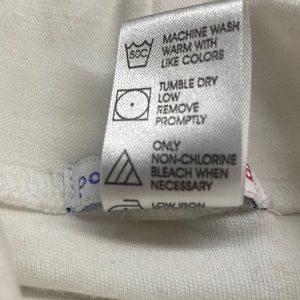 50C
MACHINE WASH
WARM WITH
LIKE COLORS
TUMBLE DRY
LOW
REMOVE
PROMPTLY
ONLY
NON-CHLORINE
BLEACH WHEN
NECESSARY
LOW IRON
po